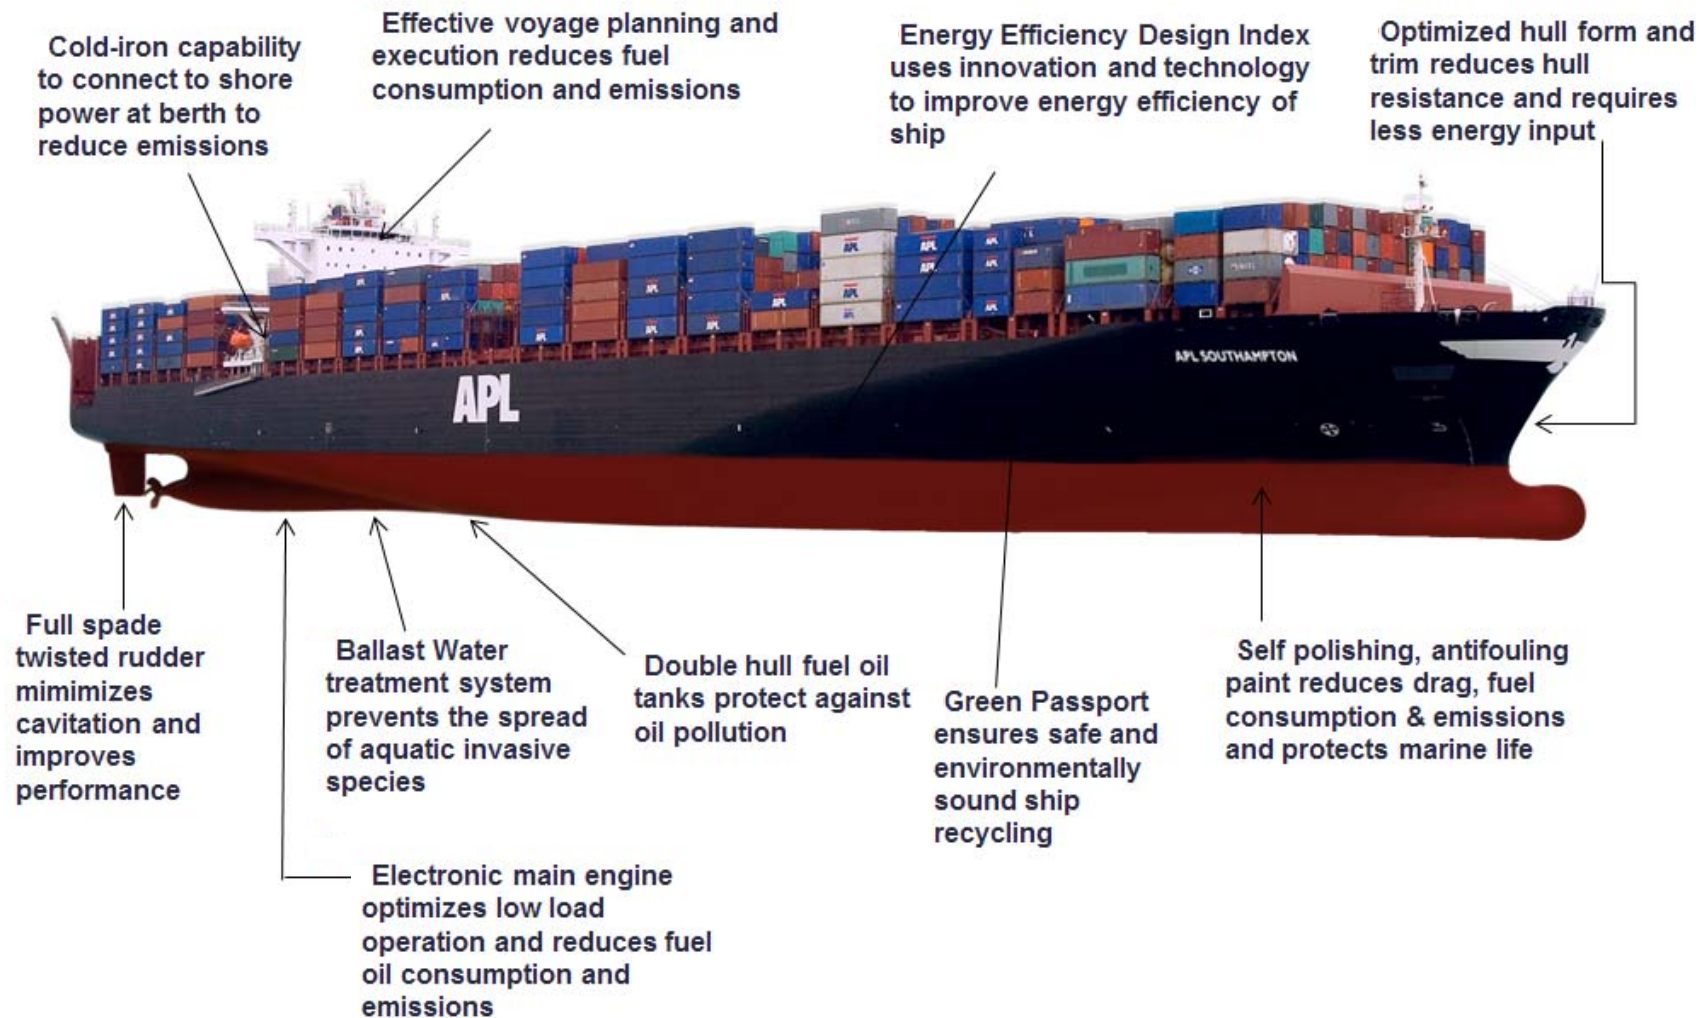 Cold-iron capability
to connect to shore
power at berth to
reduce emissions
Effective voyage planning and
execution reduces fuel
consumption and emissions
Energy Efficiency Design Index
uses innovation and technology
to improve energy efficiency of
ship
Optimized hull form and
trim reduces hull
resistance and requires
less energy input
APL
APL SOUTHAMPTON
Full spade
twisted rudder
mimimizes
cavitation and
improves
performance
Ballast Water
treatment system
prevents the spread
of aquatic invasive
species
Double hull fuel oil
tanks protect against
oil pollution
Green Passport
ensures safe and
environmentally
sound ship
recycling
Self polishing, antifouling
paint reduces drag, fuel
consumption & emissions
and protects marine life
Electronic main engine
optimizes low load
operation and reduces fuel
oil consumption and
emissions